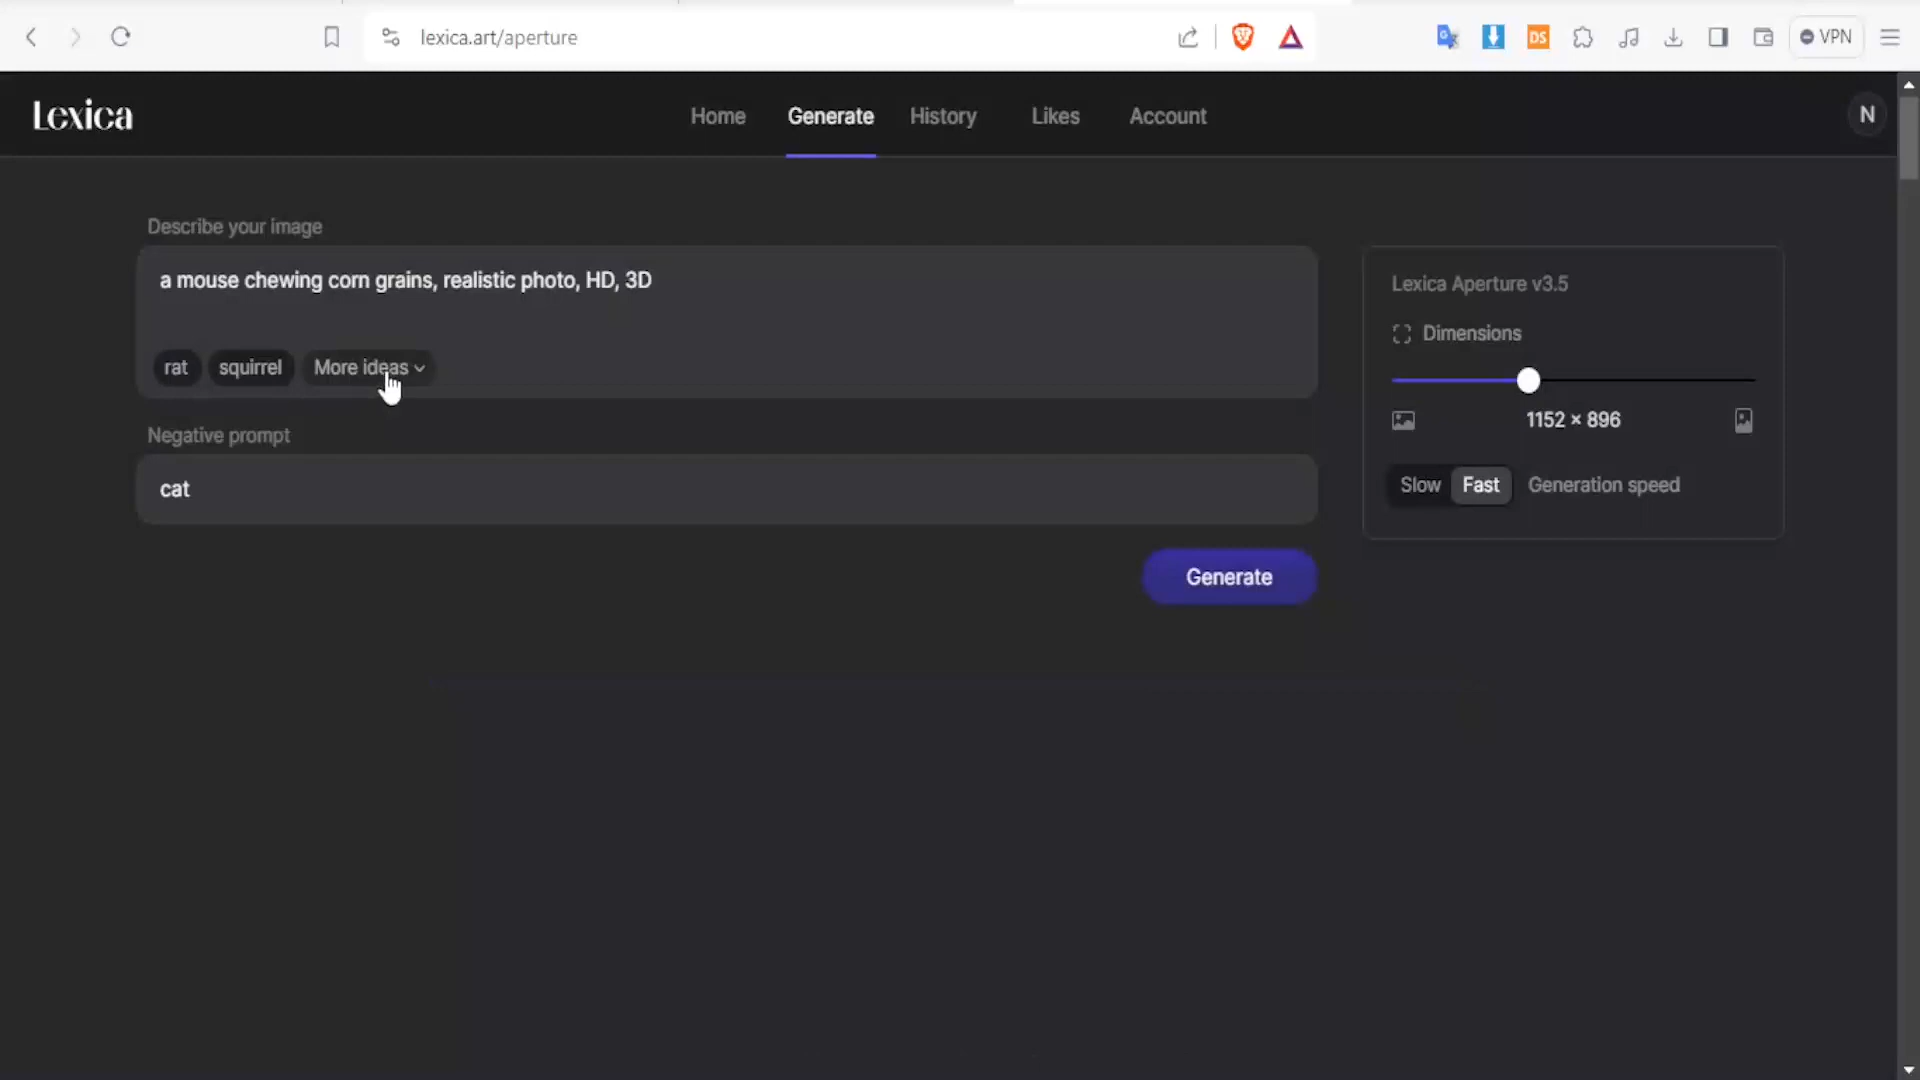 lexica.art/aperture
DS
VPN
Lexica
Home Generate History Likes Account
N
Describe your image
a mouse chewing corn grains, realistic photo, HD, 3D
rat squirrel More ideas
Negative prompt
cat
Generate
Lexica Aperture v3.5
Dimensions
1152 × 896
Slow Fast Generation speed